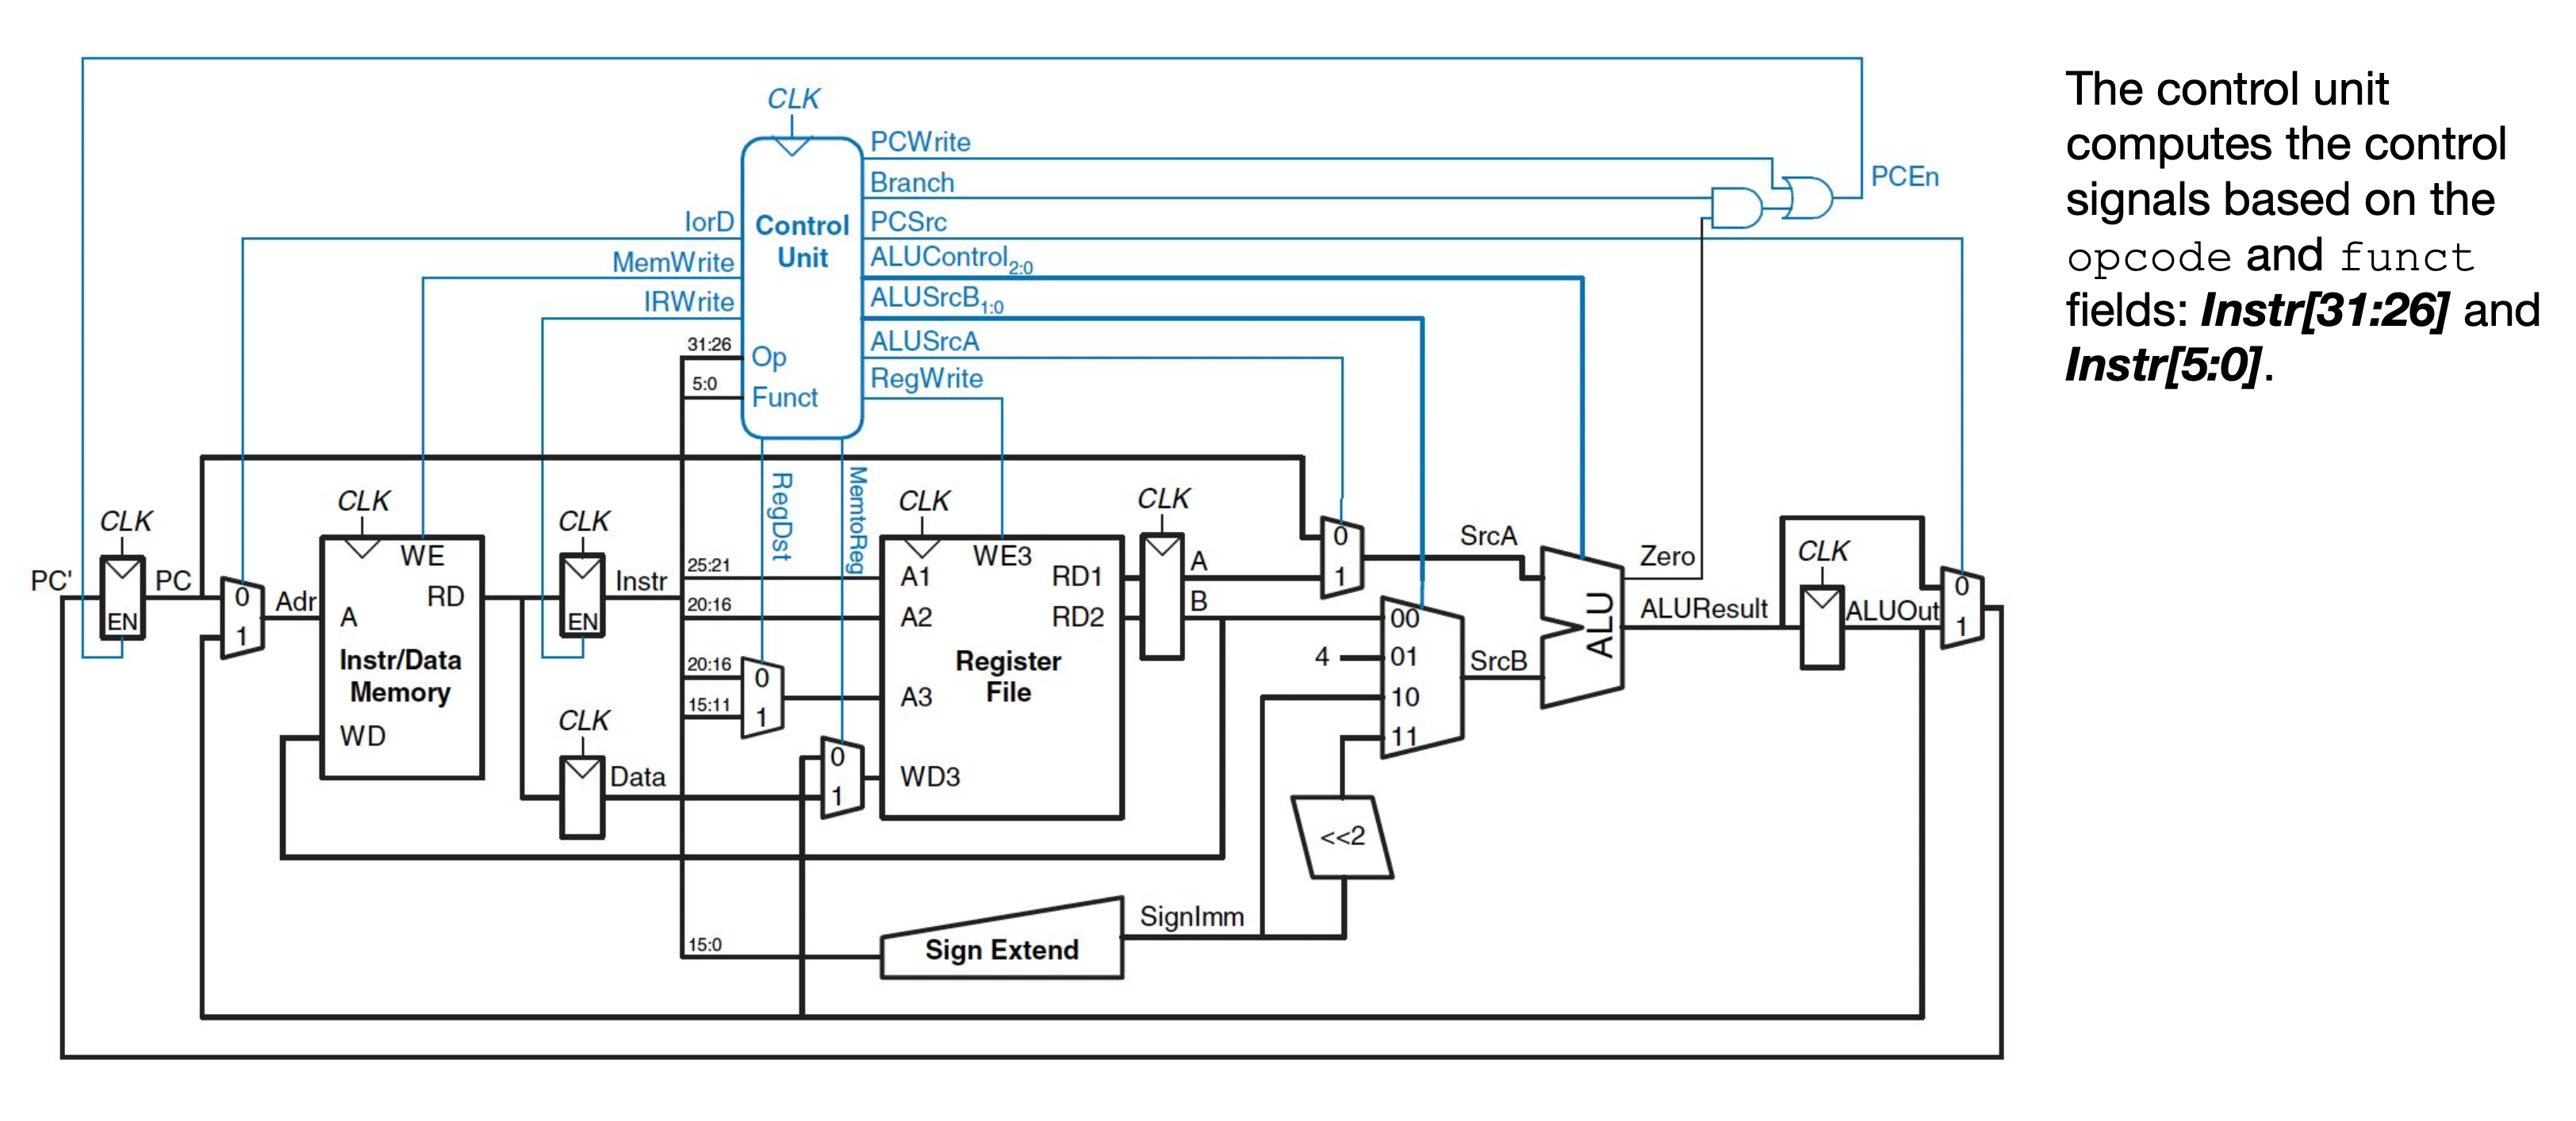 The control unit
computes the control
signals based on the
opcode and funct
fields: Instr[31:26] and
Instr[5:0].
CLK
PCWrite
Branch
PCEn
IorD
Control
Unit
PCSrc
MemWrite
ALUControl2:0
IRWrite
ALUSrcB1:0
31:26
Op
ALUSrcA
5:0
Funct
RegWrite
RegDst
MemtoReg
CLK
CLK
CLK
CLK
CLK
PC'
EN
PC
0
1
Adr
WE
RD
A
Instr/Data
Memory
WD
EN
Instr
CLK
Data
25:21
20:16
20:16
15:11
0
1
0
1
A1
WE3
RD1
A2
RD2
Register
File
A3
WD3
A
B
0
1
SrcA
00
4
01
10
11
SrcB
ALU
Zero
ALUResult
CLK
ALUOut
0
1
<<2
SignImm
15:0
Sign Extend